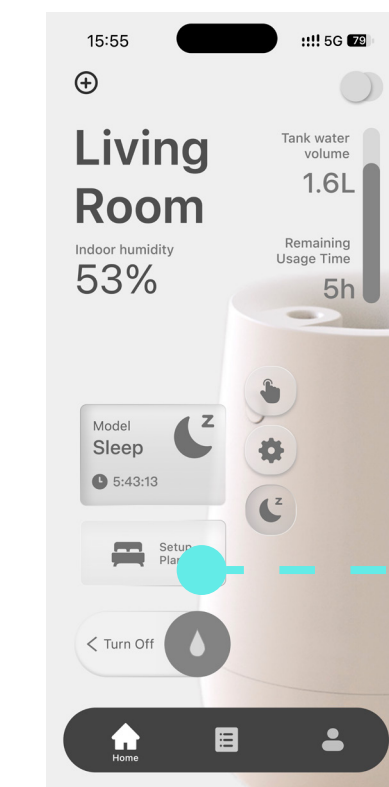 15:55
5G 79
Living
Room
Indoor humidity
53%
Tank water
volume
1.6L
Remaining
Usage Time
5h
Model
Sleep
z
5:43:13
z
Setup
Turn Off
Home